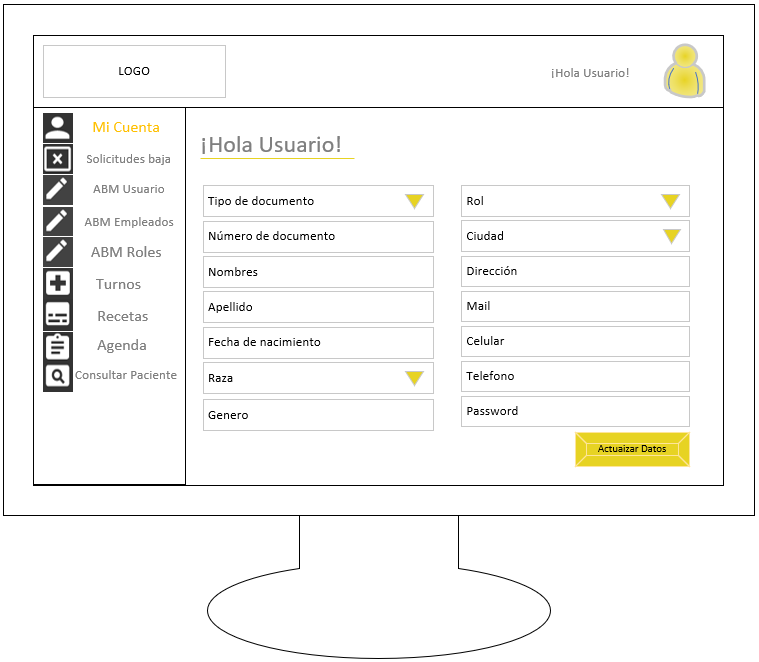 LOGO
¡Hola Usuario!
Mi Cuenta
Solicitudes baja
ABM Usuario
ABM Empleados
ABM Roles
Turnos
Recetas
Agenda
Consultar Paciente
¡Hola Usuario!
Tipo de documento
Número de documento
Nombres
Apellido
Fecha de nacimiento
Raza
Genero
Rol
Ciudad
Dirección
Mail
Celular
Telefono
Password
Actuaizar Datos